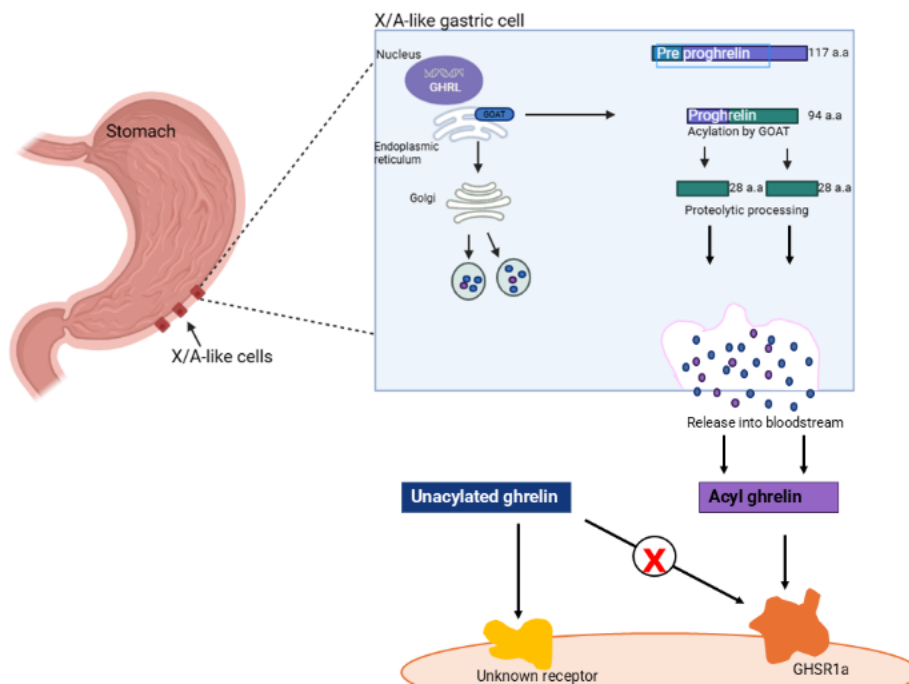 X/A-like gastric cell
Nucleus
GHRL
GOAT
Endoplasmic
reticulum
Golgi
Stomach
X/A-like cells
Pre proghrelin 117 a.a
Proghrelin 94 a.a
Acylation by GOAT
28 a.a 28 a.a
Proteolytic processing
Release into bloodstream
Unacylated ghrelin
Acyl ghrelin
X
Unknown receptor
GHSR1a